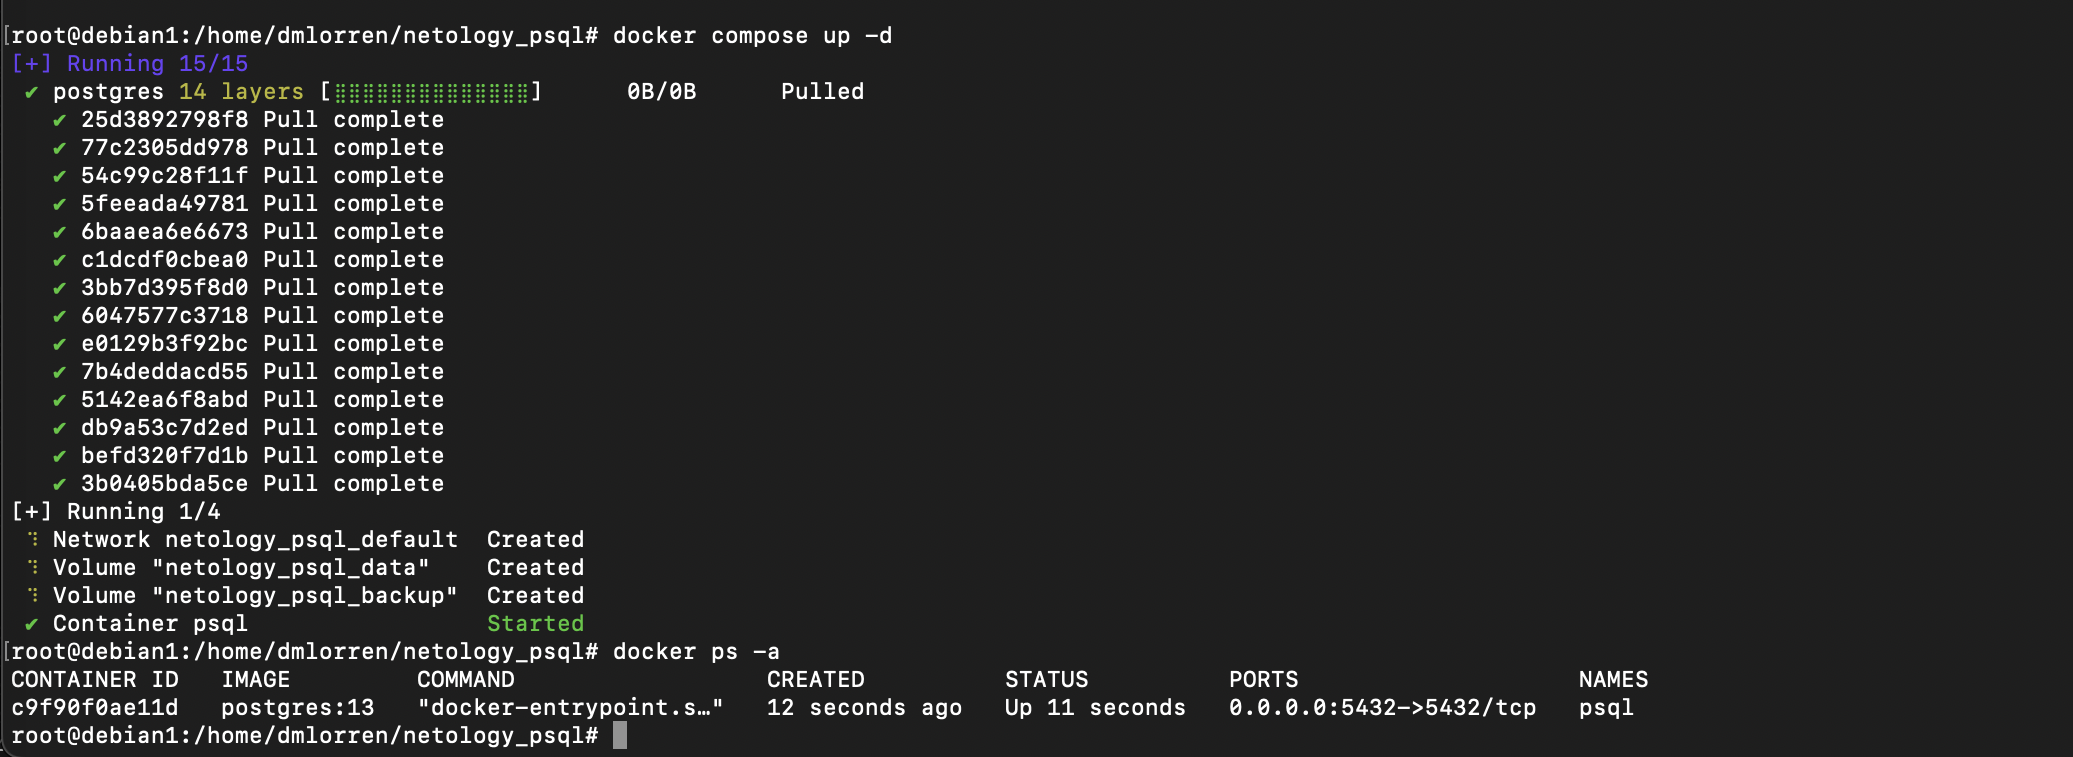 [root@debian1:/home/dmlorren/netology_psql# docker compose up -d
[+] Running 15/15
✔ postgres 14 layers [⣿⣿⣿⣿⣿⣿⣿⣿⣿⣿⣿⣿⣿⣿] 0B/0B Pulled
✔ 25d3892798f8 Pull complete
✔ 77c2305dd978 Pull complete
✔ 54c99c28f11f Pull complete
✔ 5feeada49781 Pull complete
✔ 6baaea6e6673 Pull complete
✔ c1dcdf0cbea0 Pull complete
✔ 3bb7d395f8d0 Pull complete
✔ 6047577c3718 Pull complete
✔ e0129b3f92bc Pull complete
✔ 7b4deddacd55 Pull complete
✔ 5142ea6f8abd Pull complete
✔ db9a53c7d2ed Pull complete
✔ befd320f7d1b Pull complete
✔ 3b0405bda5ce Pull complete
[+] Running 1/4
⠹ Network netology_psql_default Created
⠹ Volume "netology_psql_data" Created
⠹ Volume "netology_psql_backup" Created
✔ Container psql Started
[root@debian1:/home/dmlorren/netology_psql# docker ps -a
CONTAINER ID IMAGE COMMAND CREATED STATUS PORTS NAMES
c9f90f0ae11d postgres:13 "docker-entrypoint.s…" 12 seconds ago Up 11 seconds 0.0.0.0:5432->5432/tcp psql
root@debian1:/home/dmlorren/netology_psql#